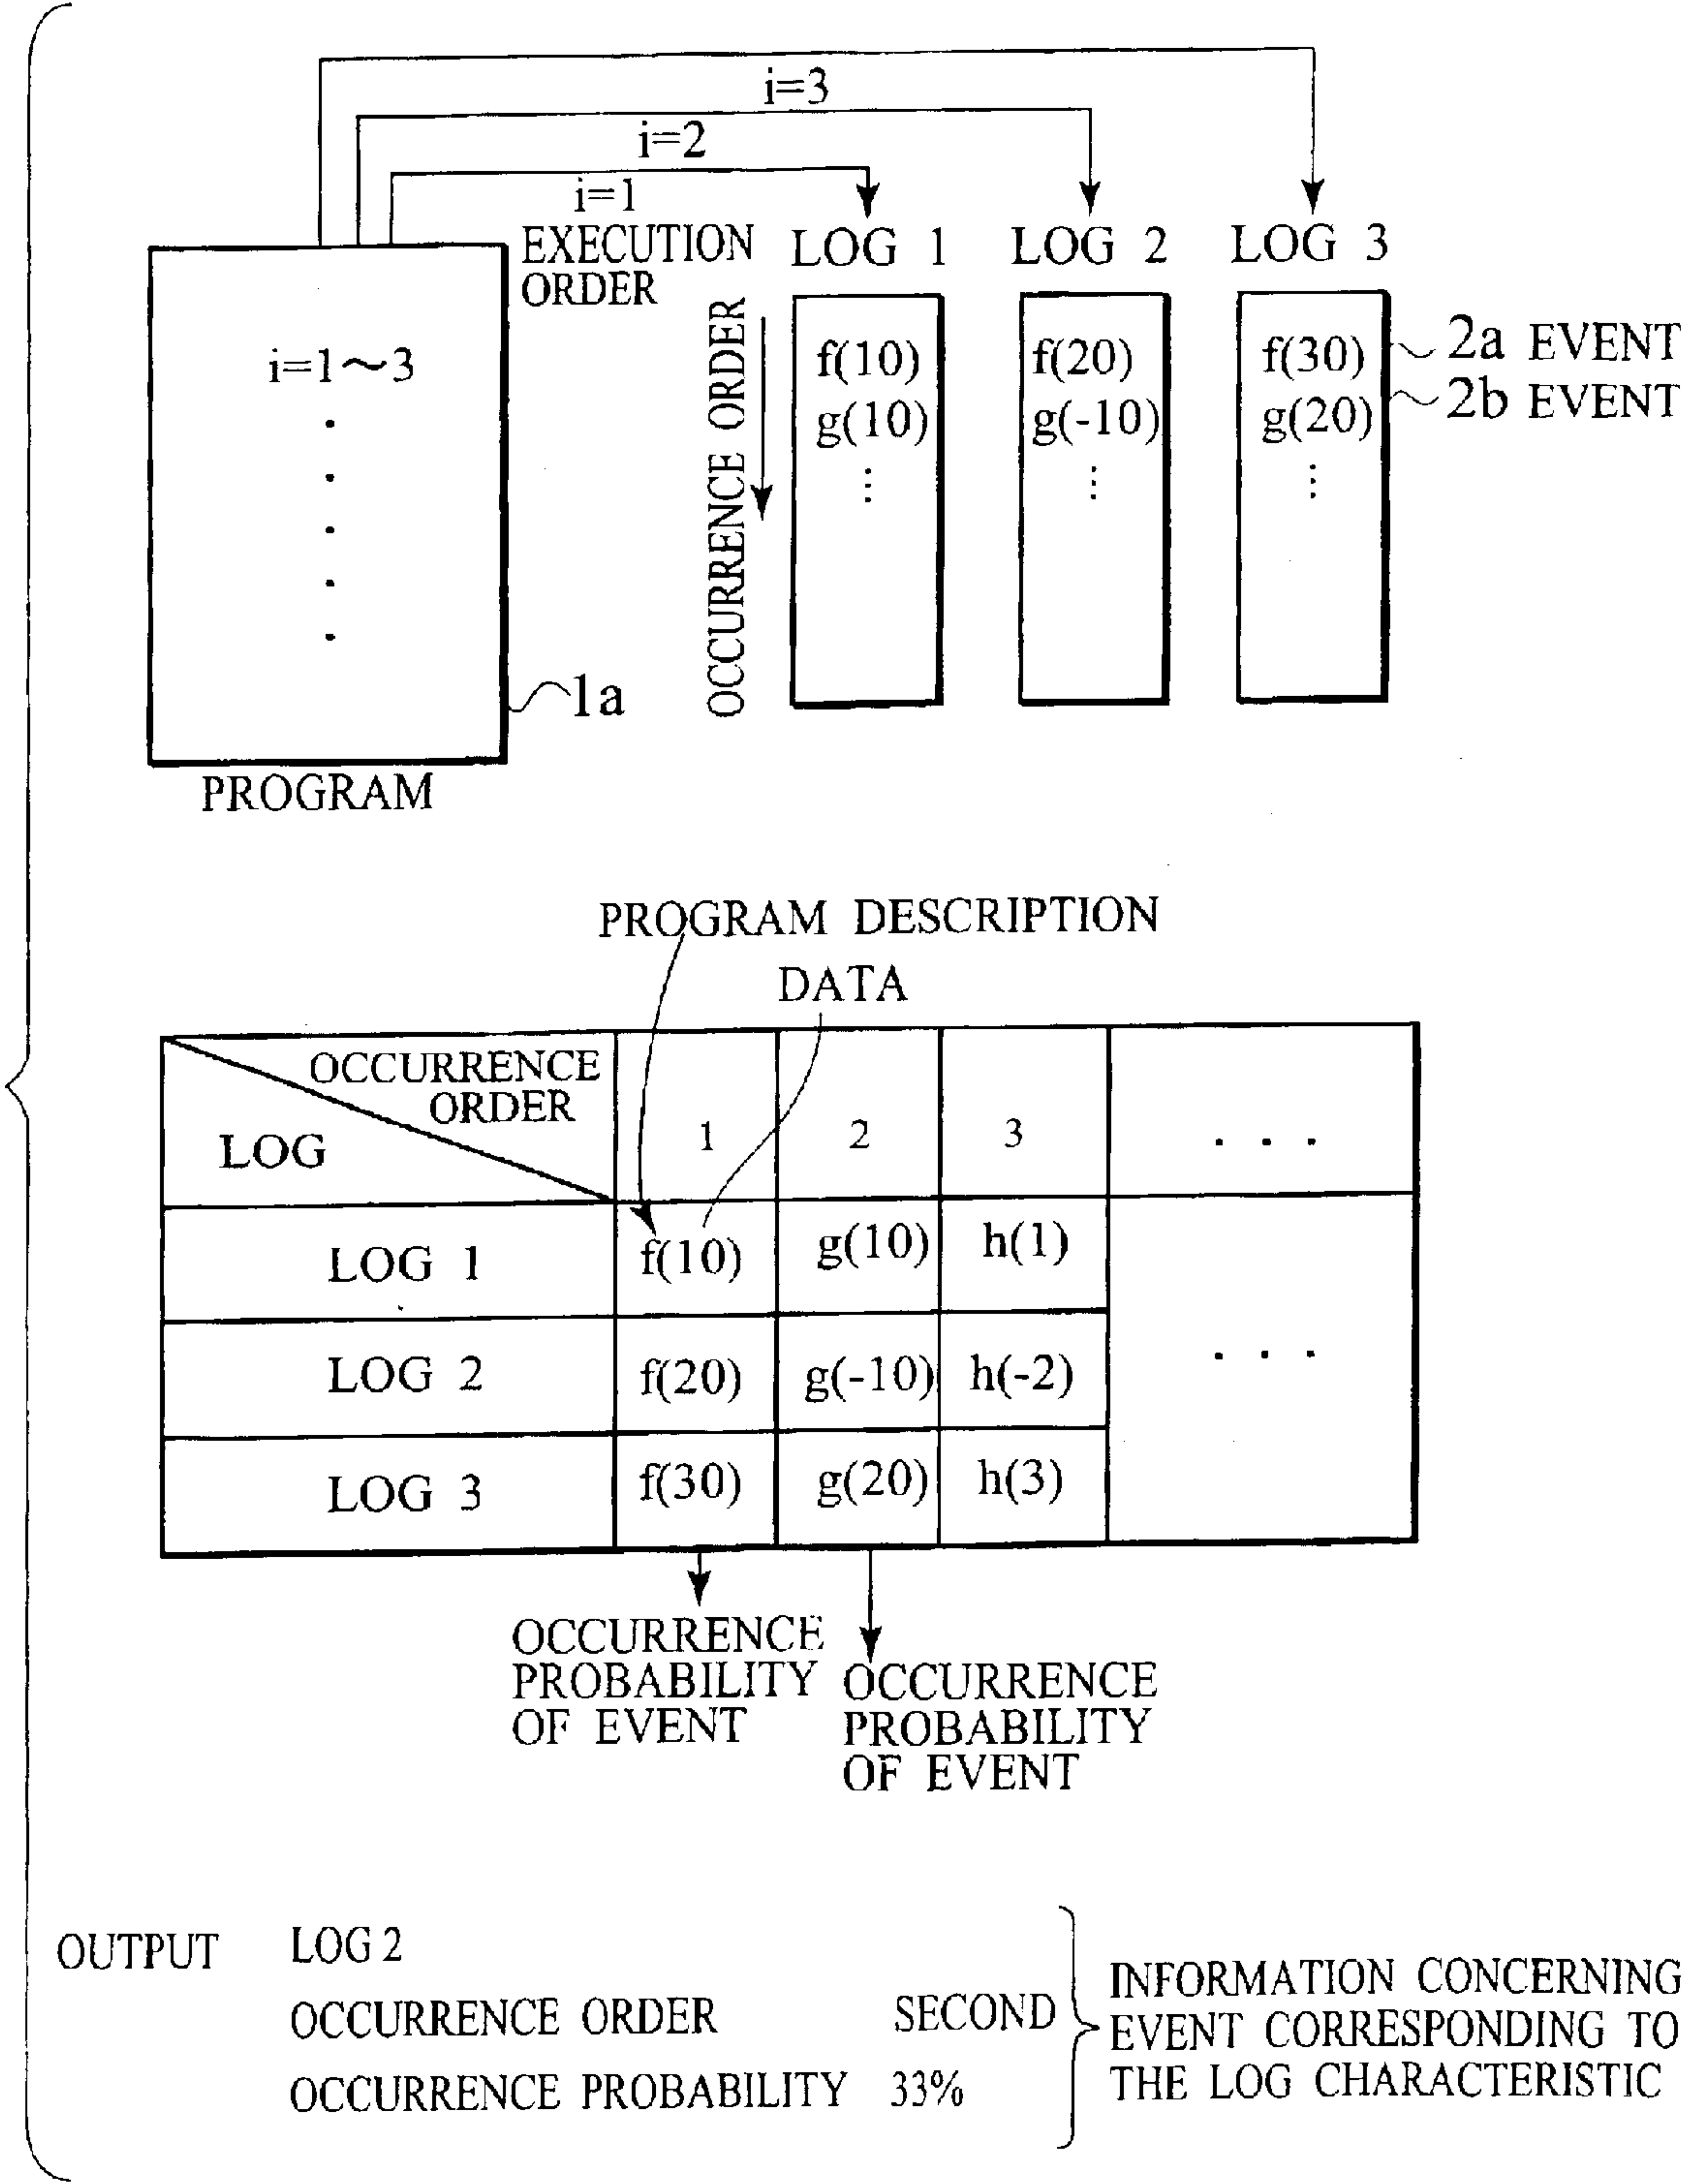 i=3
i=2
i=1
EXECUTION
ORDER
LOG 1
LOG 2
LOG 3
i=1~3
.
.
.
.
.
1a
PROGRAM
OCCURRENCE ORDER
f(10)
g(10)
⋮
f(20)
g(-10)
⋮
f(30)
g(20)
⋮
2a EVENT
2b EVENT
PROGRAM DESCRIPTION
DATA
OCCURRENCE
ORDER
LOG
1
2
3
. . .
LOG 1
f(10)
g(10)
h(1)
LOG 2
f(20)
g(-10)
h(-2)
. . .
LOG 3
f(30)
g(20)
h(3)
OCCURRENCE
PROBABILITY
OF EVENT
OCCURRENCE
PROBABILITY
OF EVENT
OUTPUT
LOG 2
OCCURRENCE ORDER SECOND
OCCURRENCE PROBABILITY 33%
INFORMATION CONCERNING
EVENT CORRESPONDING TO
THE LOG CHARACTERISTIC